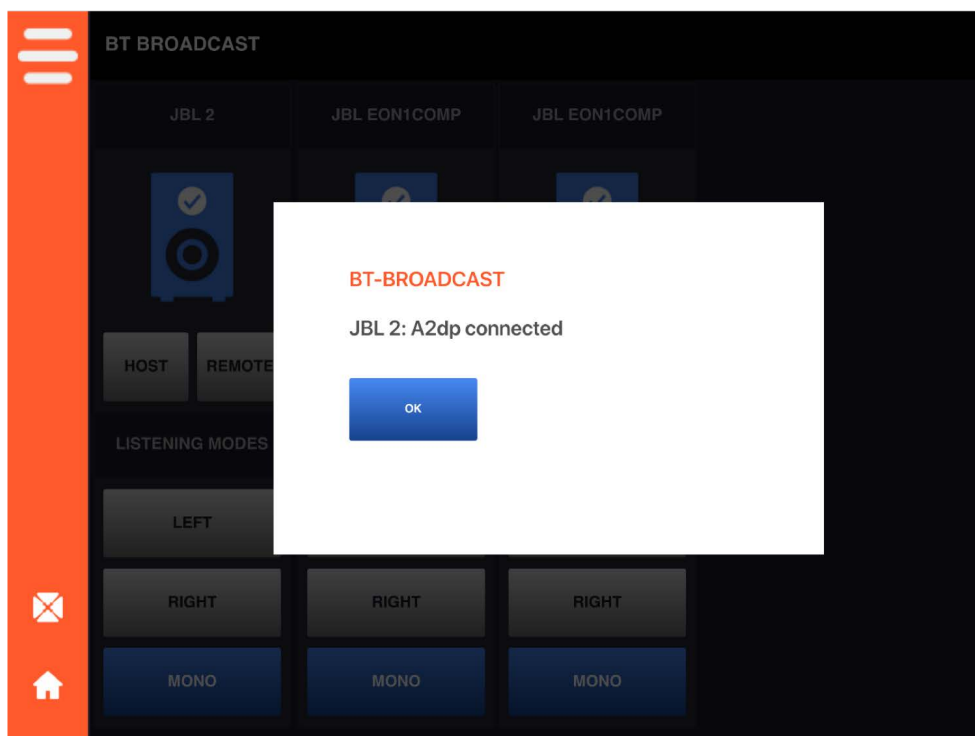 BT BROADCAST
JBL 2
JBL EON1COMP
JBL EON1COMP
BT-BROADCAST
JBL 2: A2dp connected
OK
HOST
REMOTE
LISTENING MODES
LEFT
RIGHT
RIGHT
RIGHT
MONO
MONO
MONO